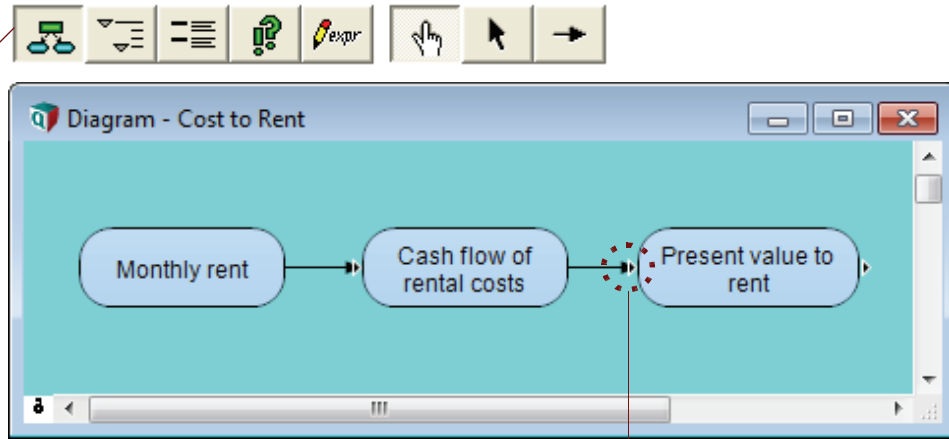 expr
Diagram - Cost to Rent
Monthly rent
Cash flow of
rental costs
Present value to
rent